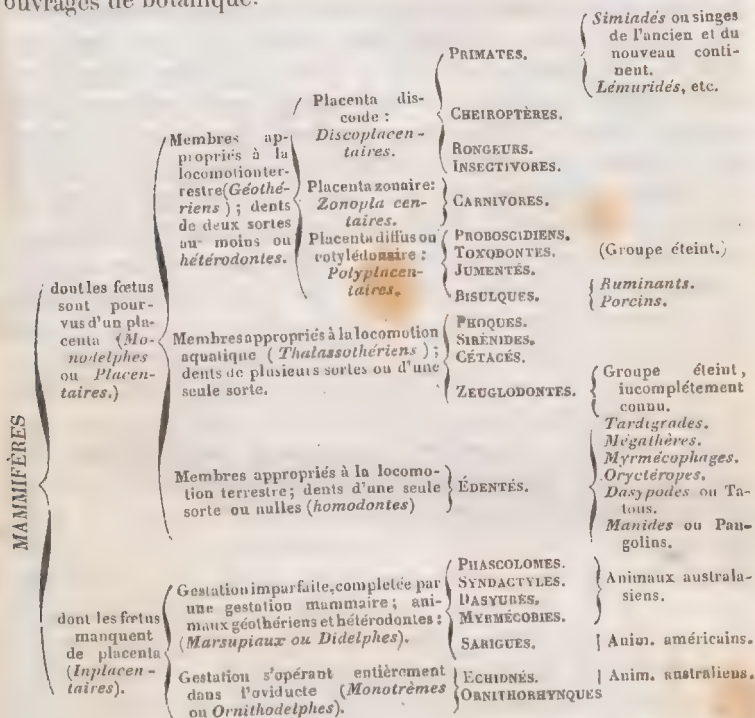 ouvrages de botanique.
MAMMIFÈRES
dont les fœtus
sont pour-
vus d'un pla-
centa (Mo-
nodelphes
ou Placen-
taires.)
Membres ap-
propriés à la
locomotion ter-
restre (Géothé-
riens); dents
de deux sortes
au moins ou
hétérodontes.
Placenta dis-
coïde :
Discoplacen-
taires.
PRIMATES.
Simiadés ou singes
de l'ancien et du
nouveau conti-
nent.
Lémuridés, etc.
CHEIROPTÈRES.
RONGEURS.
INSECTIVORES.
Placenta zonaire:
Zonopla centaires.
CARNIVORES.
Placenta diffus ou
cotylédonaire :
Polyplacen-
taires.
PROBOSCIDIENS.
TOXODONTES. (Groupe éteint.)
JUMENTÉS.
BISULQUES.
Ruminants.
Porcins.
Membres appropriés à la locomotion
aquatique (Thalassothériens);
dents de plusieurs sortes ou d'une
seule sorte.
PHOQUES.
SIRÉNIDES.
CÉTACÉS.
ZEUGLODONTES.
Groupe éteint,
incomplétement
connu.
Membres appropriés à la locomo-
tion terrestre; dents d'une seule
sorte ou nulles (homodontes)
ÉDENTÉS.
Tardigrades.
Mégathères.
Myrmécophages.
Oryctéropes.
Dasypodes ou Ta-
tous.
Manides ou Pan-
golins.
dont les fœtus
manquent
de placenta
(Inplacen-
taires).
Gestation imparfaite, completée par
une gestation mammaire; ani-
maux géothériens et hétérodontes :
(Marsupiaux ou Didelphes).
PHASCOLOMES.
SYNDACTYLES.
DASYURÉS.
MYRMÉCOBIES.
Animaux australa-
siens.
SARIGUES.
Anim. américains.
Gestation s'opérant entièrement
dans l'oviducte (Monotrèmes
ou Ornithodelphes).
ECHIDNÉS.
ORNITHORHYNQUES
Anim. australiens.